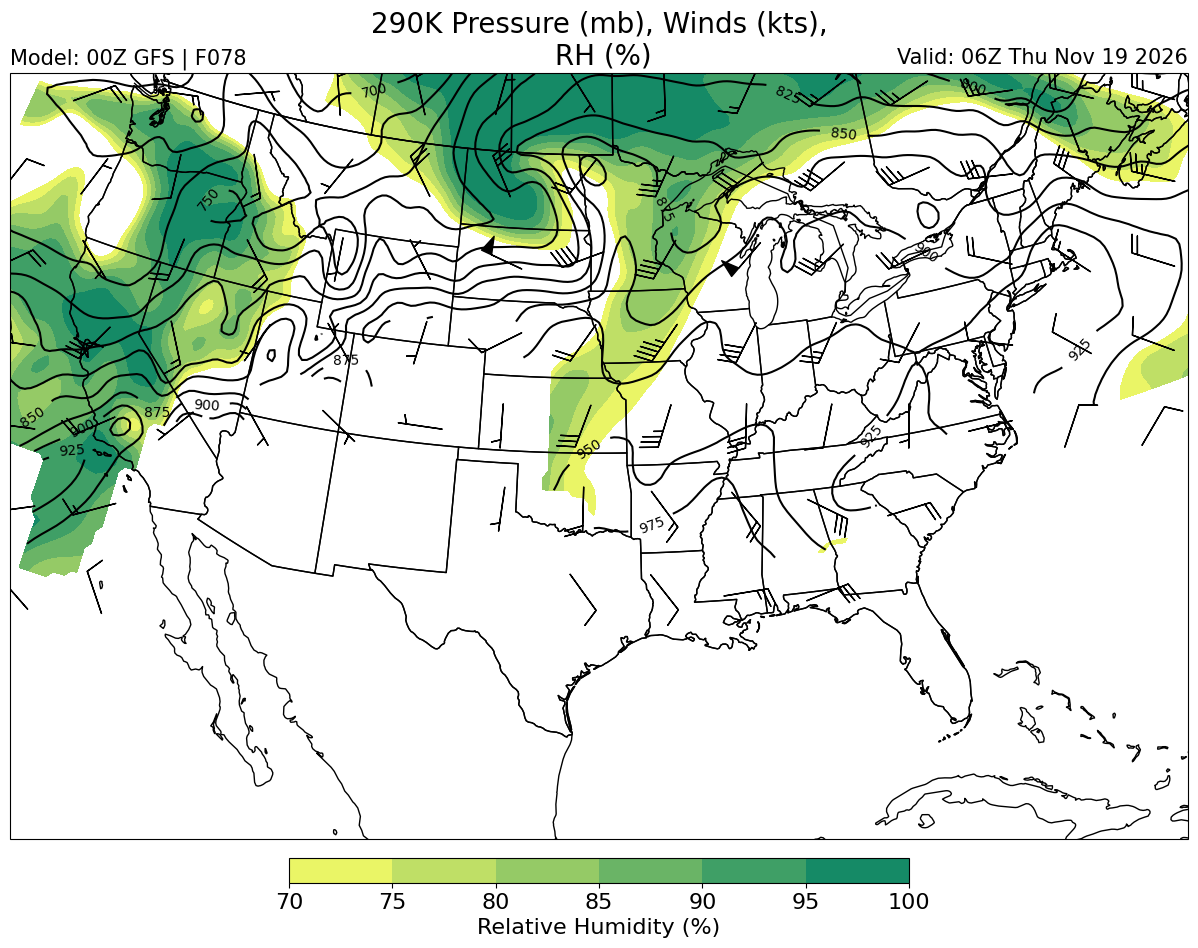 290K Pressure (mb), Winds (kts),
RH (%)
Model: 00Z GFS | F078
Valid: 06Z Thu Nov 19 2026
700
825
800
850
750
875
875
900
875
850
900
925
925
925
950
975
70 75 80 85 90 95 100
Relative Humidity (%)